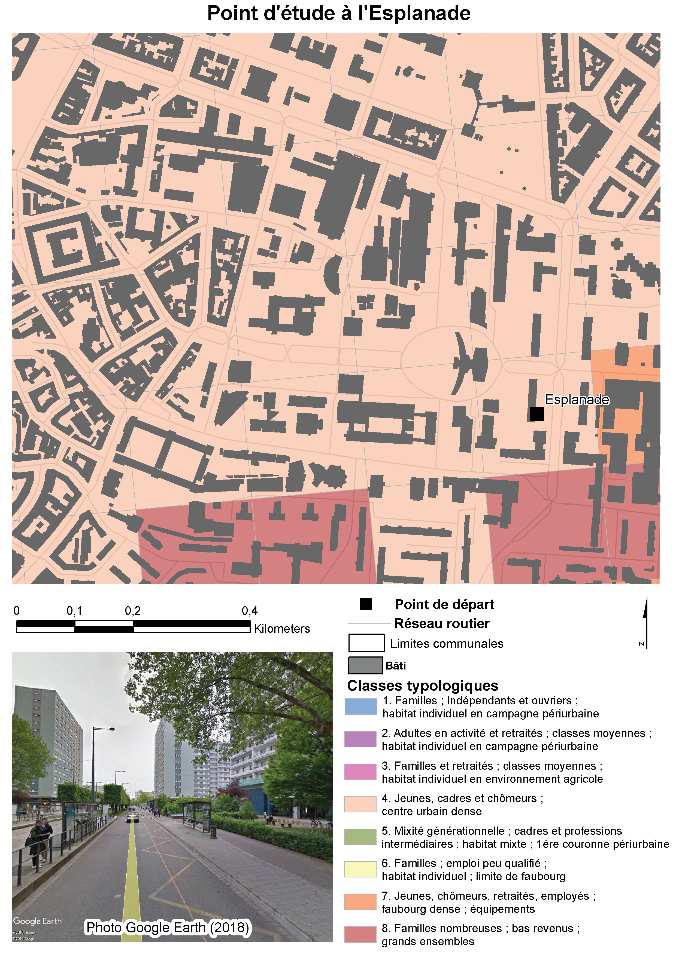 Point d'étude à l'Esplanade
Esplanade
0 0,1 0,2 0,4
Kilometers
Point de départ
Réseau routier
Limites communales
Bâti
N
Classes typologiques
1. Familles ; Indépendants et ouvriers ;
habitat individuel en campagne périurbaine
2. Adultes en activité et retraités ; classes moyennes ;
habitat individuel en campagne périurbaine
3. Familles et retraités ; classes moyennes ;
habitat individuel en environnement agricole
4. Jeunes, cadres et chômeurs ;
centre urbain dense
5. Mixité générationnelle ; cadres et professions
intermédiaires ; habitat mixte ; 1ère couronne périurbaine
6. Familles ; emploi peu qualifié ;
habitat individuel ; limite de faubourg
7. Jeunes, chômeurs, retraités, employés ;
faubourg dense ; équipements
8. Familles nombreuses ; bas revenus ;
grands ensembles
Google Earth
Photo Google Earth (2018)